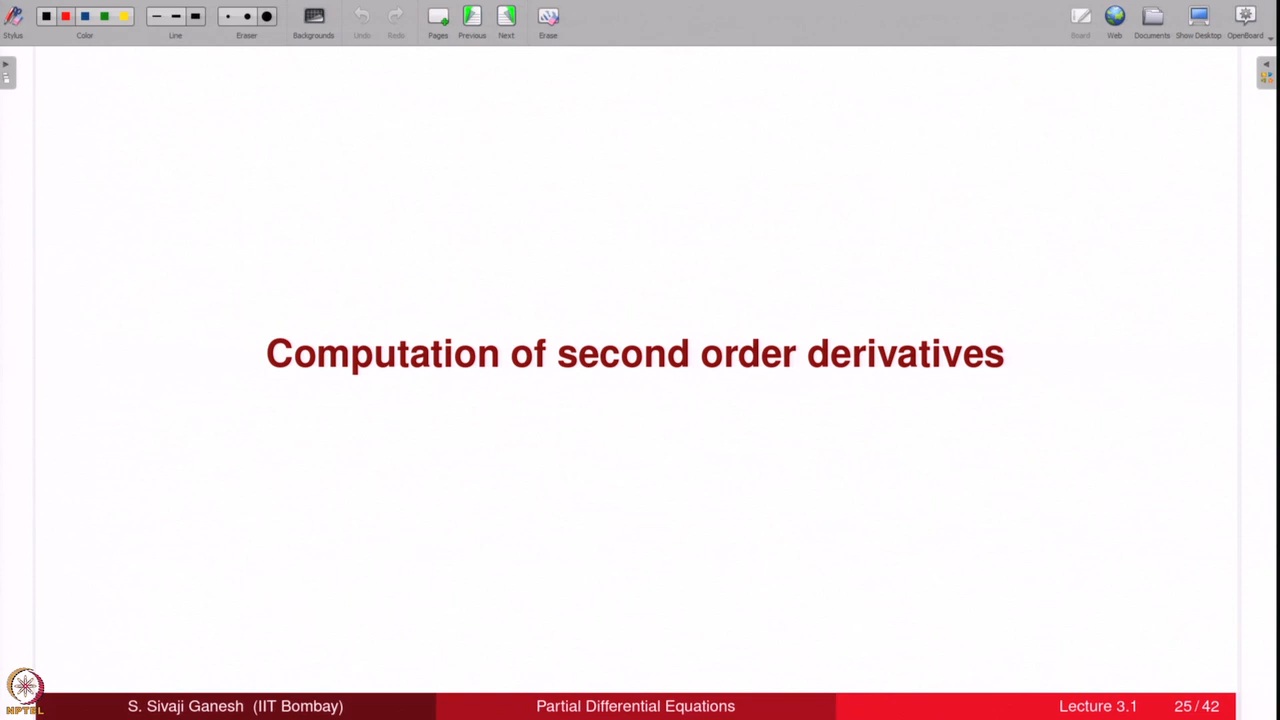 Stylus
Color
Line
Eraser
Backgrounds
Undo
Redo
Pages
Previous
Next
Erase
Board
Web
Documents
Show Desktop
OpenBoard
Computation of second order derivatives
NPTEL
S. Sivaji Ganesh (IIT Bombay)
Partial Differential Equations
Lecture 3.1
25 / 42